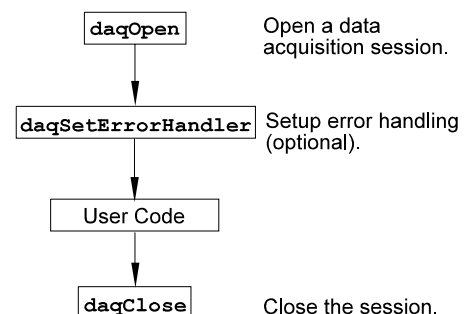 daqOpen
Open a data
acquisition session.
daqSetErrorHandler
Setup error handling
(optional).
User Code
daqClose
Close the session.